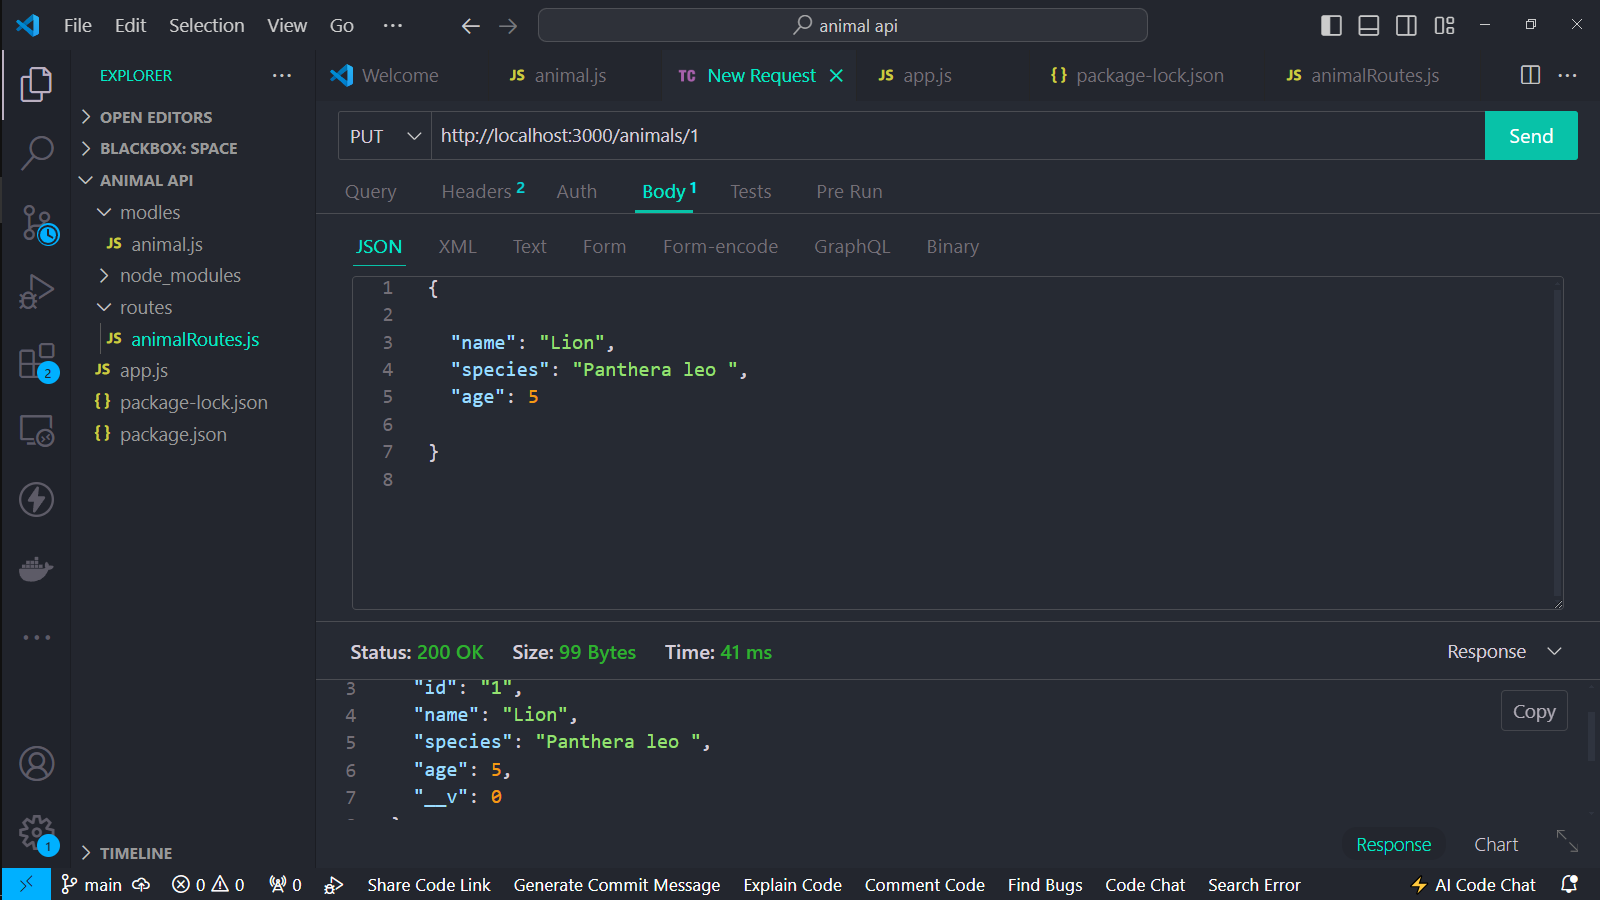 File Edit Selection View Go ··· animal api
EXPLORER ···
Welcome JS animal.js TC New Request JS app.js {} package-lock.json JS animalRoutes.js ···
OPEN EDITORS
BLACKBOX: SPACE
ANIMAL API
modles
JS animal.js
node_modules
routes
JS animalRoutes.js
JS app.js
{} package-lock.json
{} package.json
TIMELINE
2
1
PUT http://localhost:3000/animals/1 Send
Query Headers 2 Auth Body 1 Tests Pre Run
JSON XML Text Form Form-encode GraphQL Binary
1 {
2
3 "name": "Lion",
4 "species": "Panthera leo ",
5 "age": 5
6
7 }
8
Status: 200 OK Size: 99 Bytes Time: 41 ms Response
3 "id": "1",
4 "name": "Lion",
5 "species": "Panthera leo ",
6 "age": 5,
7 "__v": 0
Copy
Response Chart
main 0 0 0 Share Code Link Generate Commit Message Explain Code Comment Code Find Bugs Code Chat Search Error AI Code Chat